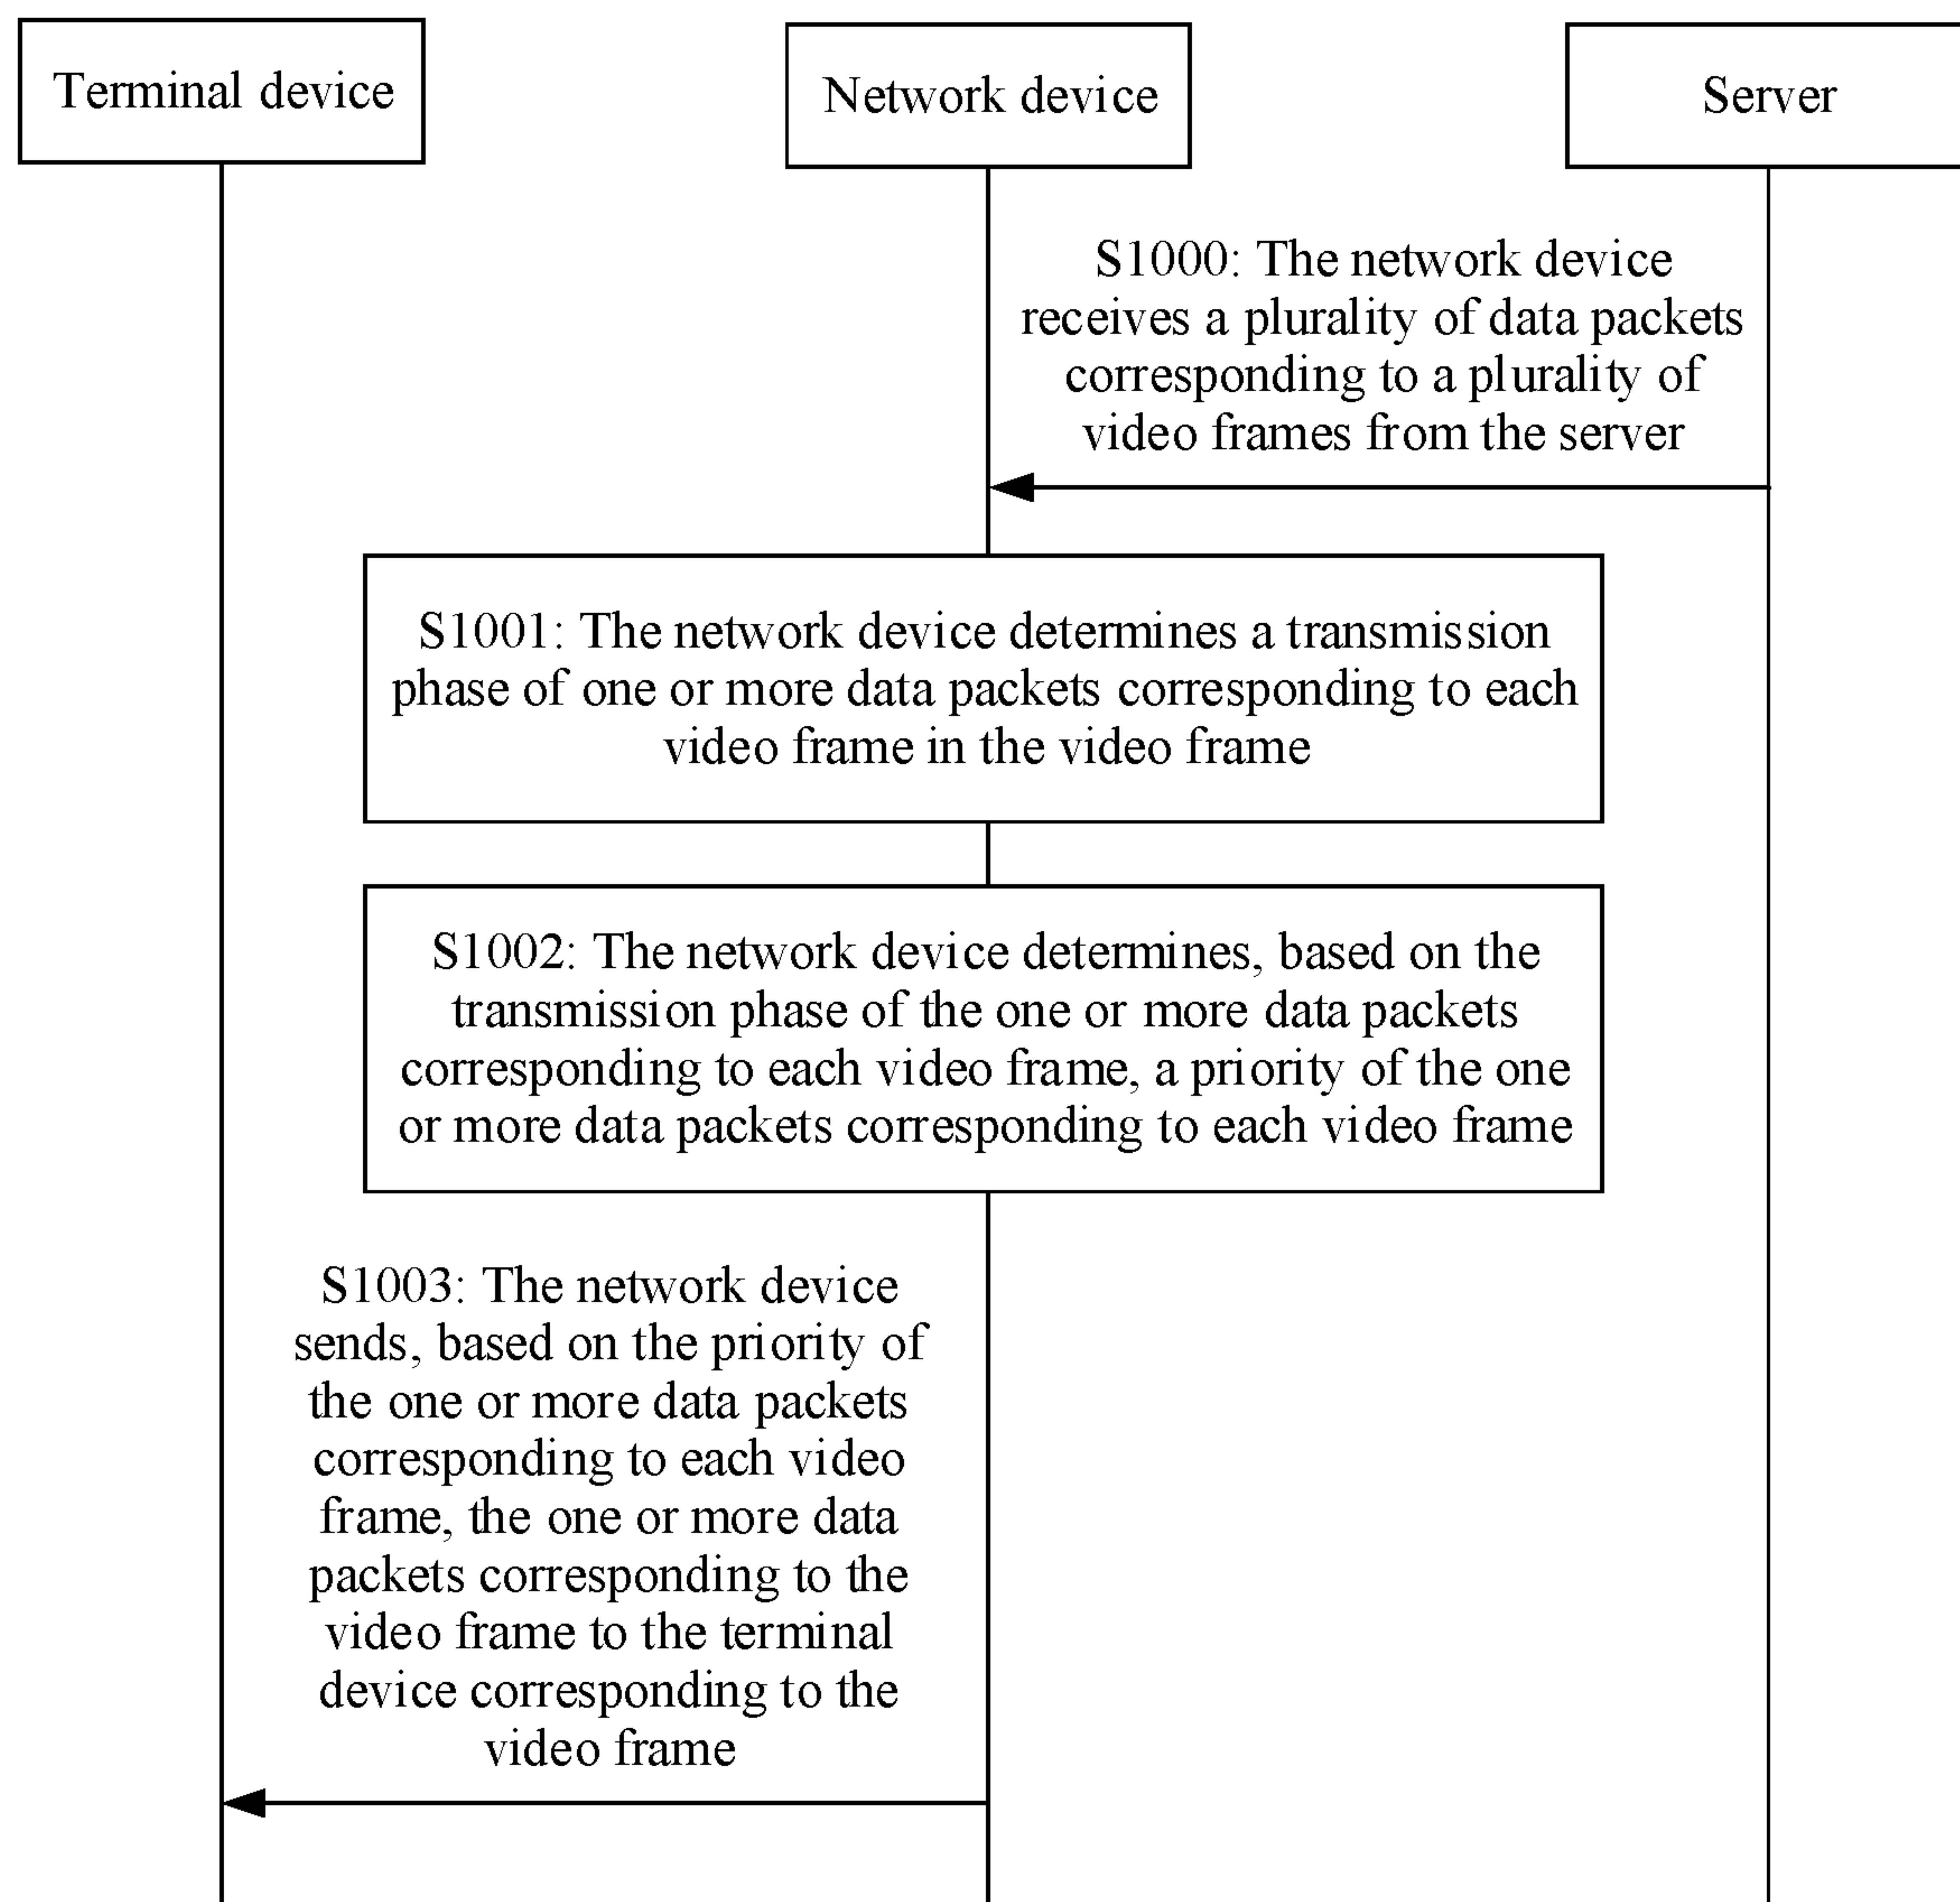 Terminal device
Network device
Server
S1000: The network device
receives a plurality of data packets
corresponding to a plurality of
video frames from the server
S1001: The network device determines a transmission
phase of one or more data packets corresponding to each
video frame in the video frame
S1002: The network device determines, based on the
transmission phase of the one or more data packets
corresponding to each video frame, a priority of the one
or more data packets corresponding to each video frame
S1003: The network device
sends, based on the priority of
the one or more data packets
corresponding to each video
frame, the one or more data
packets corresponding to the
video frame to the terminal
device corresponding to the
video frame